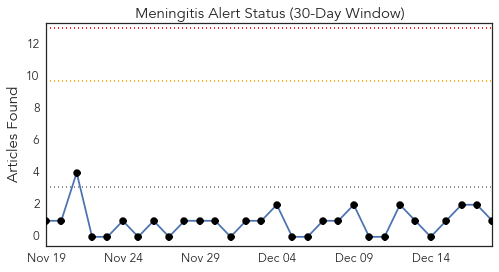 Meningitis Alert Status (30-Day Window)
Articles Found
12
10
8
6
4
2
0
Nov 19 Nov 24 Nov 29 Dec 04 Dec 09 Dec 14